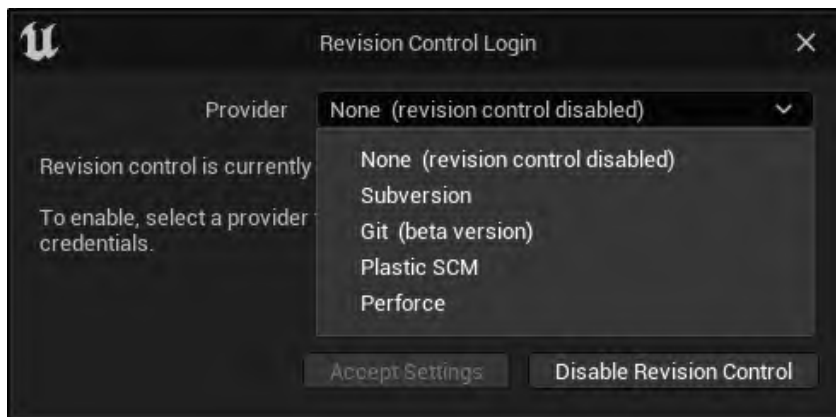 Revision Control Login
Provider
None (revision control disabled)
None (revision control disabled)
Subversion
Git (beta version)
Plastic SCM
Perforce
Revision control is currently
To enable, select a provider
credentials.
Accept Settings
Disable Revision Control